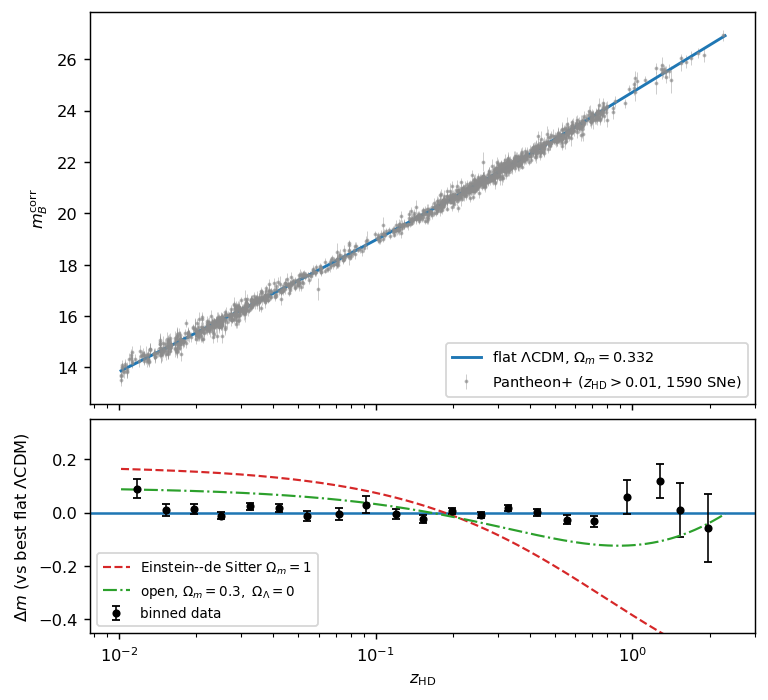 26
24
22
20
18
16
14
m_B^corr
flat ΛCDM, Ω_m = 0.332
Pantheon+ (z_HD > 0.01, 1590 SNe)
0.2
0.0
−0.2
−0.4
Δm (vs best flat ΛCDM)
Einstein--de Sitter Ω_m = 1
open, Ω_m = 0.3, Ω_Λ = 0
binned data
10^−2
10^−1
10^0
z_HD